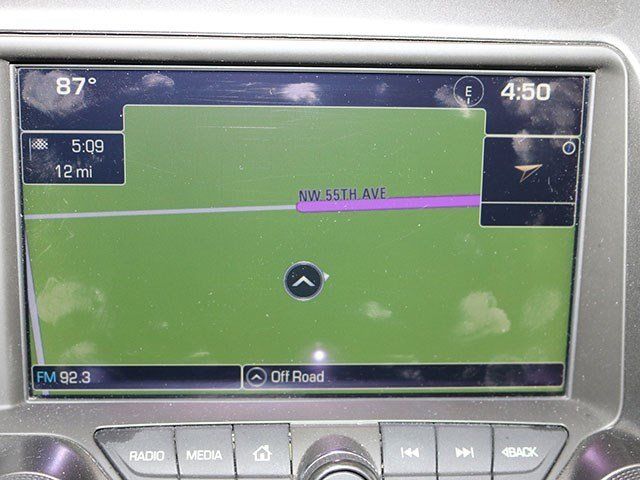 87°
E
4:50
5:09
12 mi
NW 55TH AVE
FM 92.3
Off Road
RADIO
MEDIA
BACK